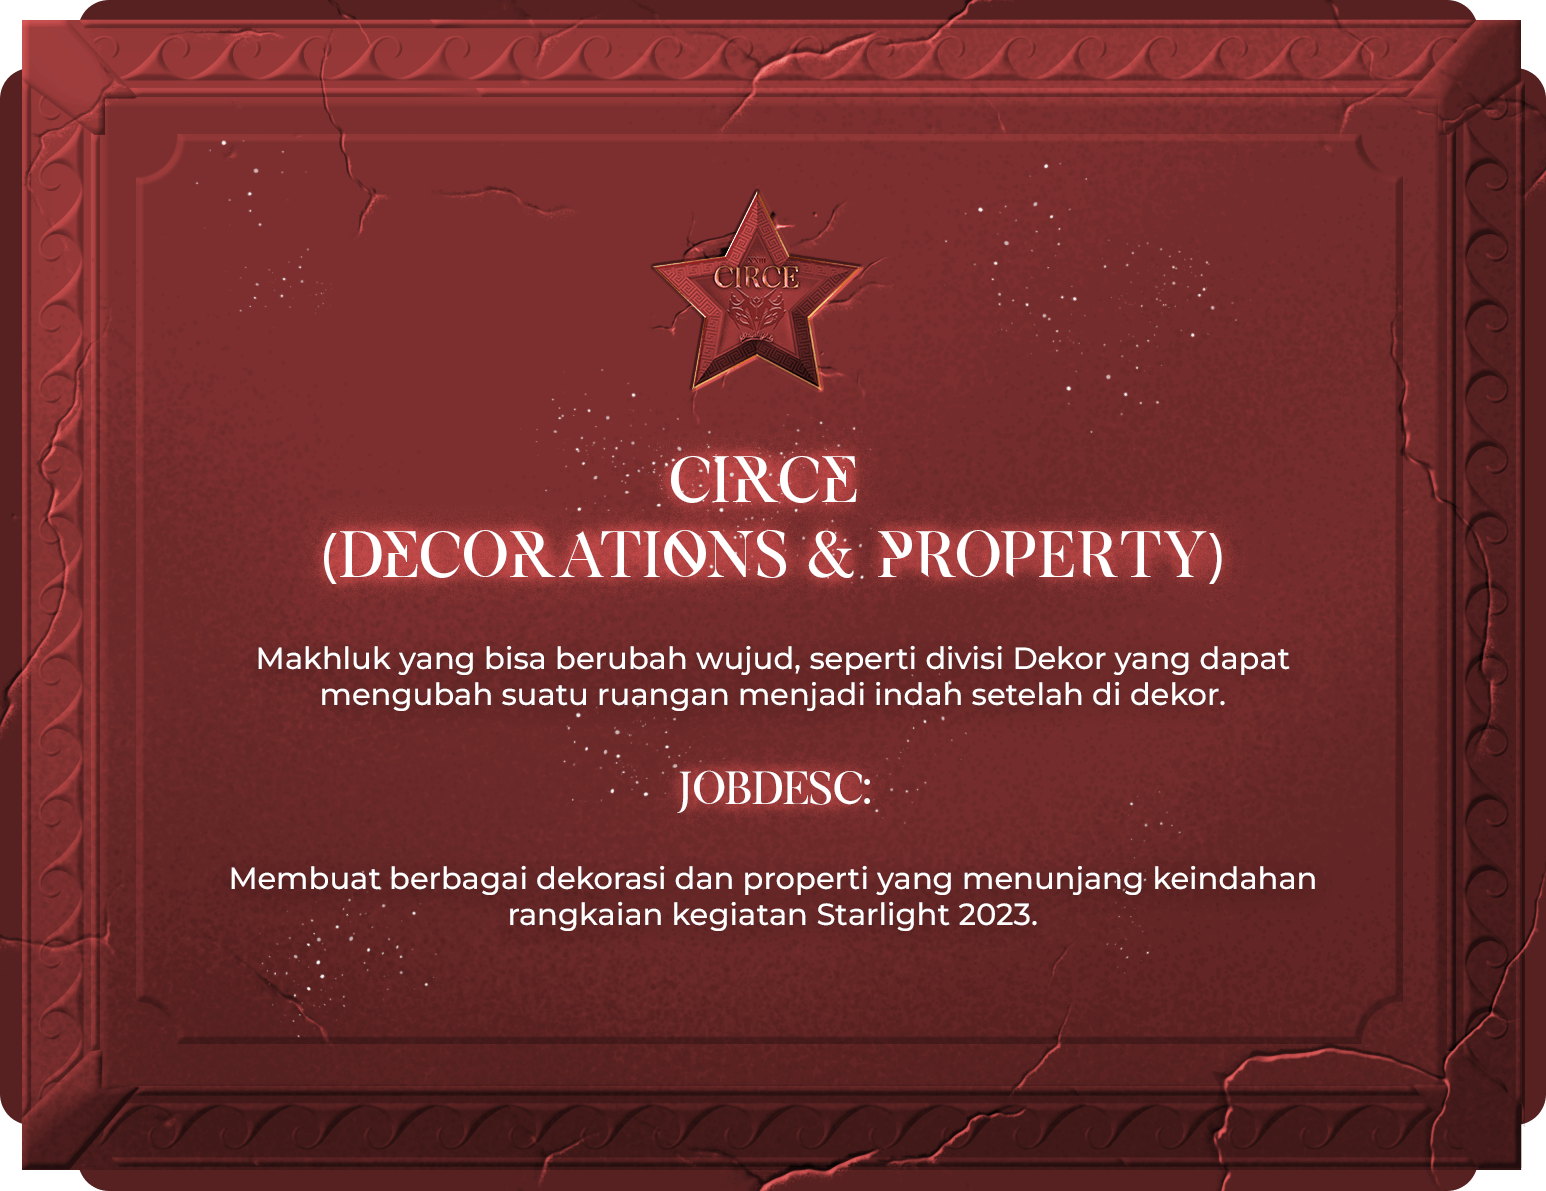 XXIII
CIRCE
CIRCE
(DECORATIONS & PROPERTY)
Makhluk yang bisa berubah wujud, seperti divisi Dekor yang dapat
mengubah suatu ruangan menjadi indah setelah di dekor.
JOBDESC:
Membuat berbagai dekorasi dan properti yang menunjang keindahan
rangkaian kegiatan Starlight 2023.